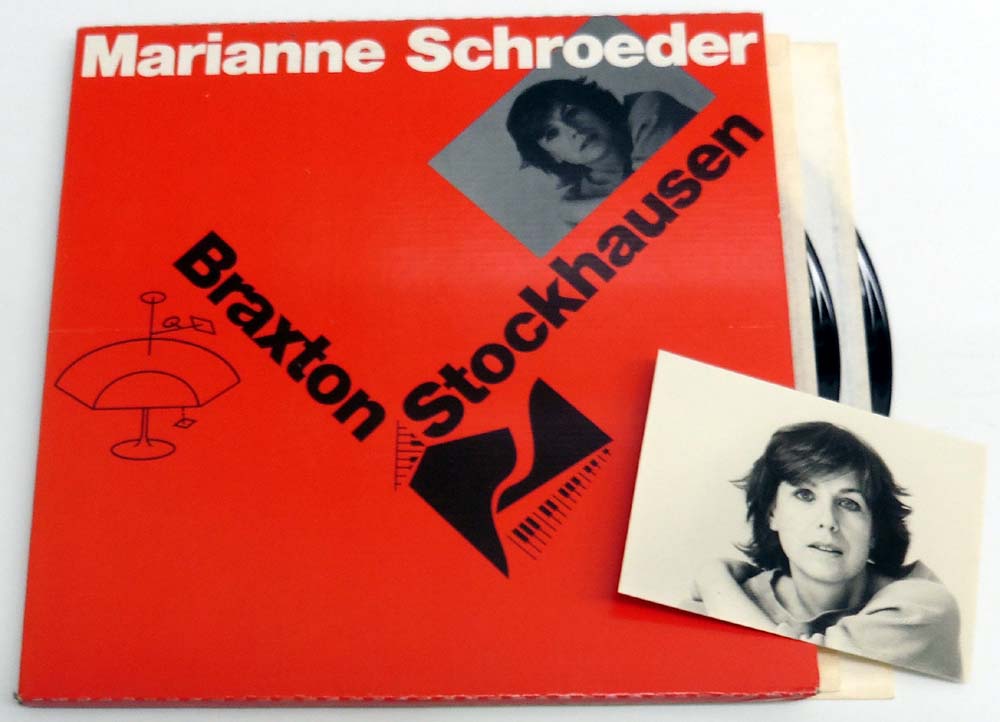 Marianne Schroeder
Braxton
Stockhausen